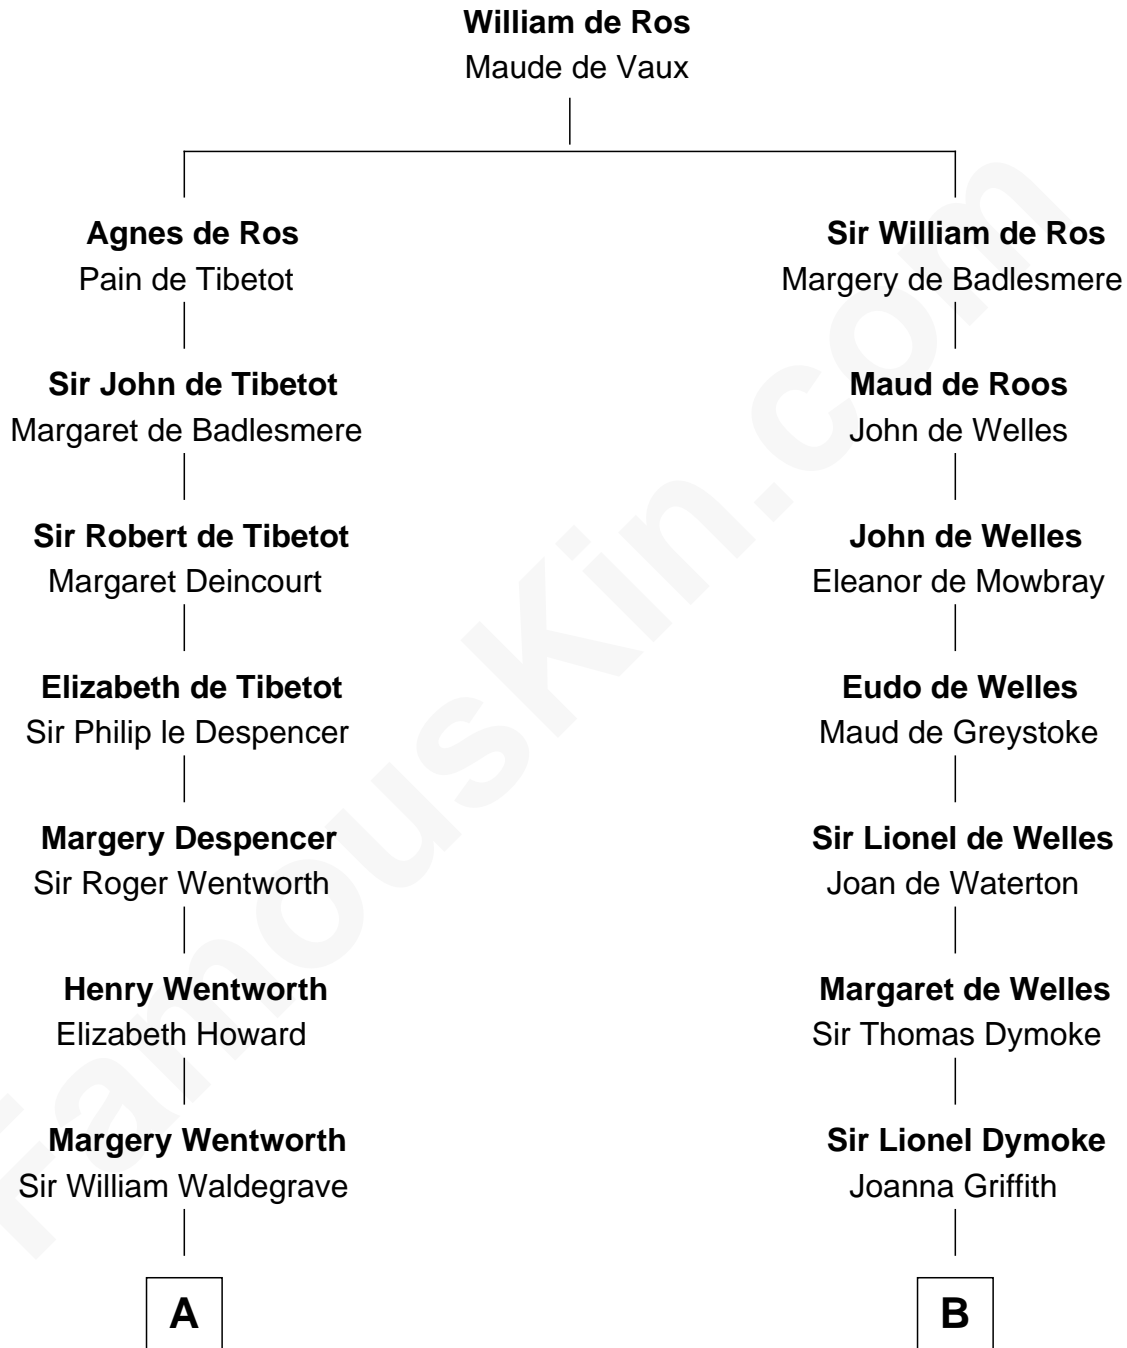 William de Ros
Maude de Vaux
Agnes de Ros
Pain de Tibetot
Sir William de Ros
Margery de Badlesmere
Sir John de Tibetot
Margaret de Badlesmere
Maud de Roos
John de Welles
Sir Robert de Tibetot
Margaret Deincourt
John de Welles
Eleanor de Mowbray
Elizabeth de Tibetot
Sir Philip le Despencer
Eudo de Welles
Maud de Greystoke
Margery Despencer
Sir Roger Wentworth
Sir Lionel de Welles
Joan de Waterton
Henry Wentworth
Elizabeth Howard
Margaret de Welles
Sir Thomas Dymoke
Margery Wentworth
Sir William Waldegrave
Sir Lionel Dymoke
Joanna Griffith
A
B
FamousKin.com